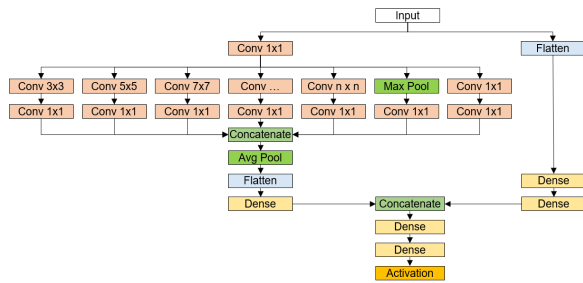 Input
Conv 1x1
Flatten
Conv 3x3 Conv 5x5 Conv 7x7 Conv ... Conv n x n Max Pool Conv 1x1
Conv 1x1 Conv 1x1 Conv 1x1 Conv 1x1 Conv 1x1 Conv 1x1 Conv 1x1
Concatenate
Avg Pool
Flatten
Dense
Dense
Concatenate
Dense
Dense
Dense
Activation